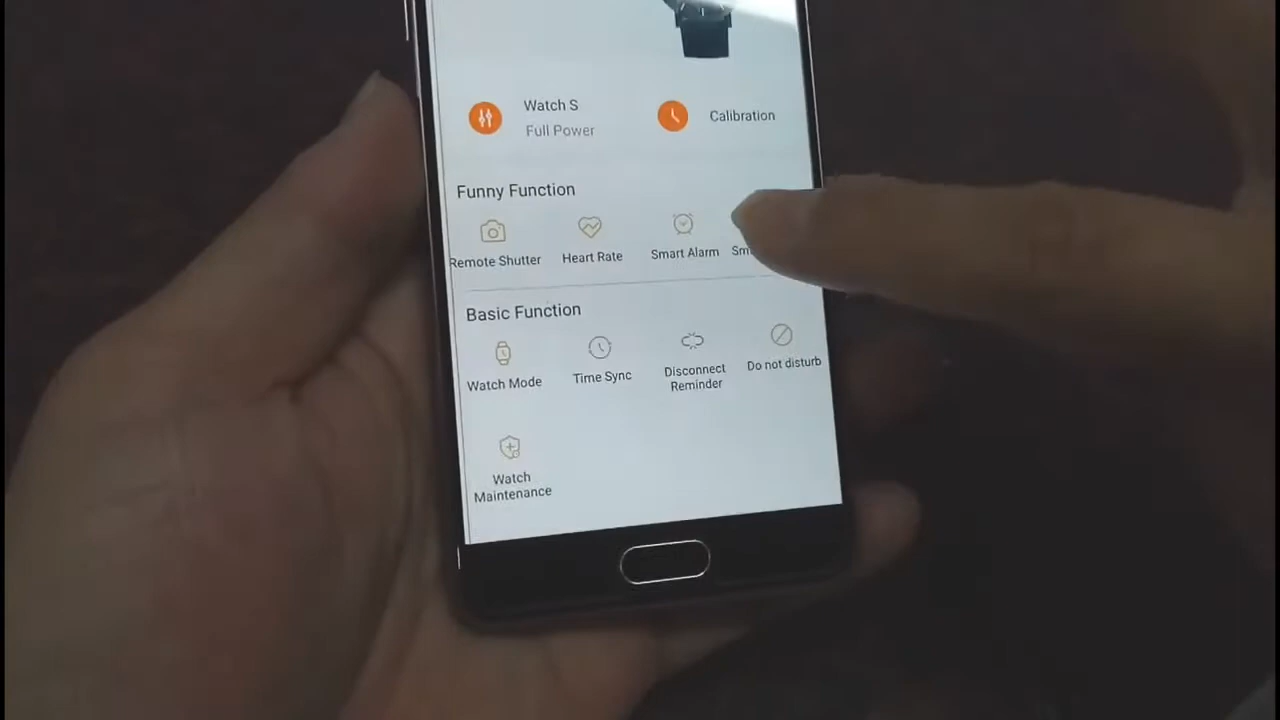 Watch S
Full Power
Calibration
Funny Function
Remote Shutter
Heart Rate
Smart Alarm
Basic Function
Watch Mode
Time Sync
Disconnect
Reminder
Do not disturb
Watch
Maintenance